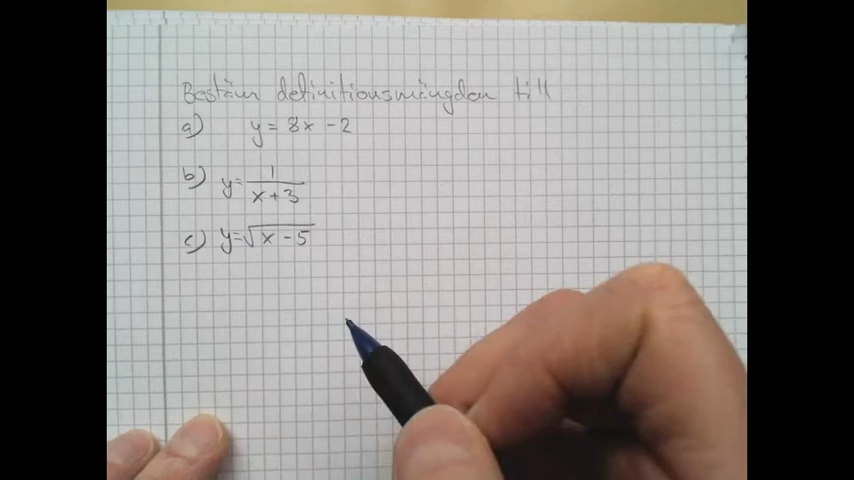 Bestäm definitionsmängden till
a) y = 8x - 2
b) y = 1/(x + 3)
c) y = √(x - 5)